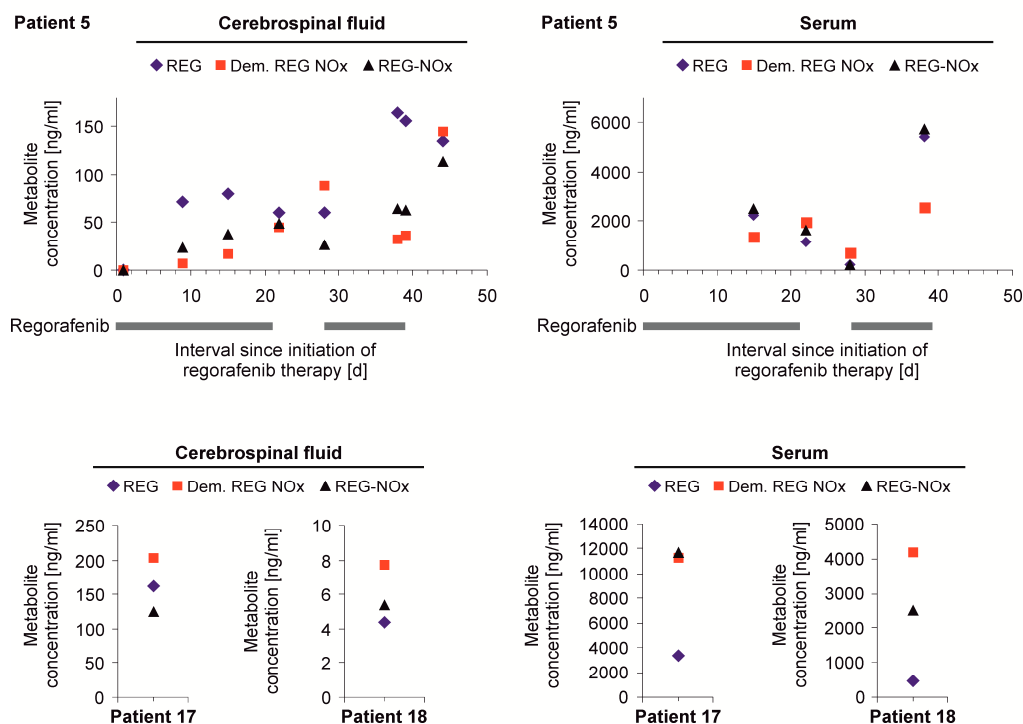 Patient 5
Cerebrospinal fluid
REG Dem. REG NOx REG-NOx
Metabolite
concentration [ng/ml]
150
100
50
0
0 10 20 30 40 50
Regorafenib
Interval since initiation of
regorafenib therapy [d]
Patient 5
Serum
REG Dem. REG NOx REG-NOx
Metabolite
concentration [ng/ml]
6000
4000
2000
0
0 10 20 30 40 50
Regorafenib
Interval since initiation of
regorafenib therapy [d]
Cerebrospinal fluid
REG Dem. REG NOx REG-NOx
Metabolite
concentration [ng/ml]
250
200
150
100
50
0
Patient 17
Metabolite
concentration [ng/ml]
10
8
6
4
2
0
Patient 18
Serum
REG Dem. REG NOx REG-NOx
Metabolite
concentration [ng/ml]
14000
12000
10000
8000
6000
4000
2000
0
Patient 17
Metabolite
concentration [ng/ml]
5000
4000
3000
2000
1000
0
Patient 18